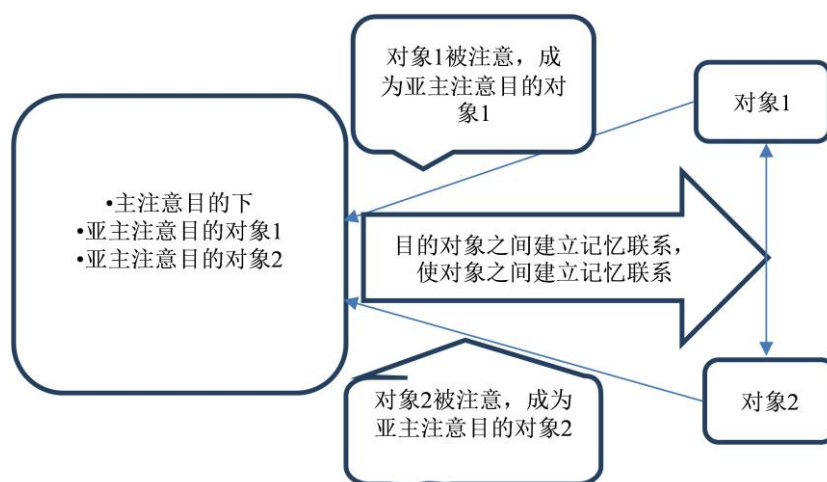 对象1被注意，成
为亚主注意目的对
象1
对象1
•主注意目的下
•亚主注意目的对象1
•亚主注意目的对象2
目的对象之间建立记忆联系，
使对象之间建立记忆联系
对象2被注意，成为
亚主注意目的对象2
对象2